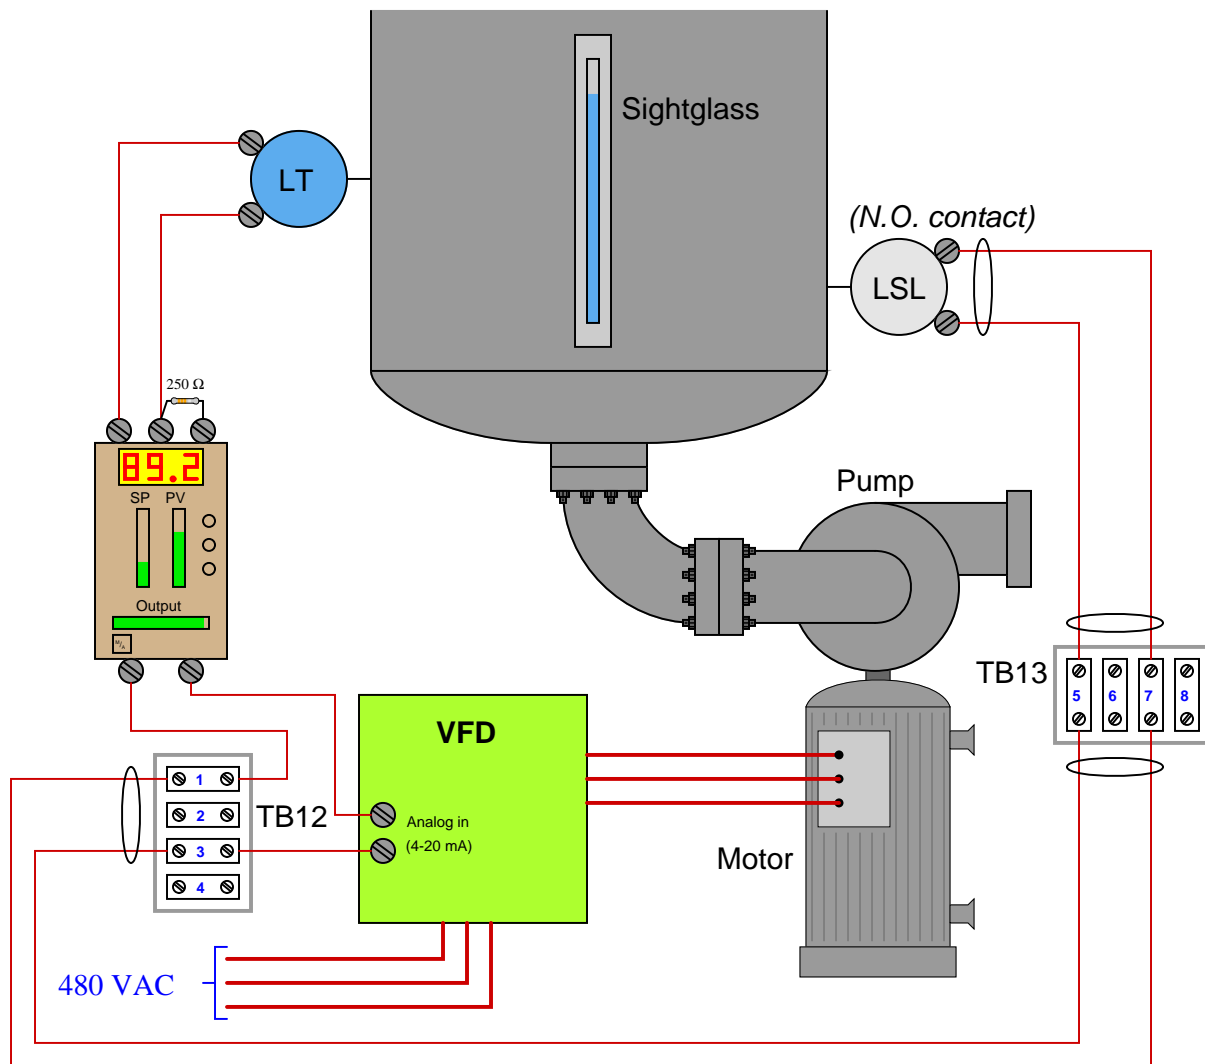 Sightglass
LT
(N.O. contact)
LSL
250 Ω
89.2
SP PV
Output
M/A
Pump
TB13
5 6 7 8
VFD
Analog in
(4-20 mA)
1
2
3
4
TB12
Motor
480 VAC